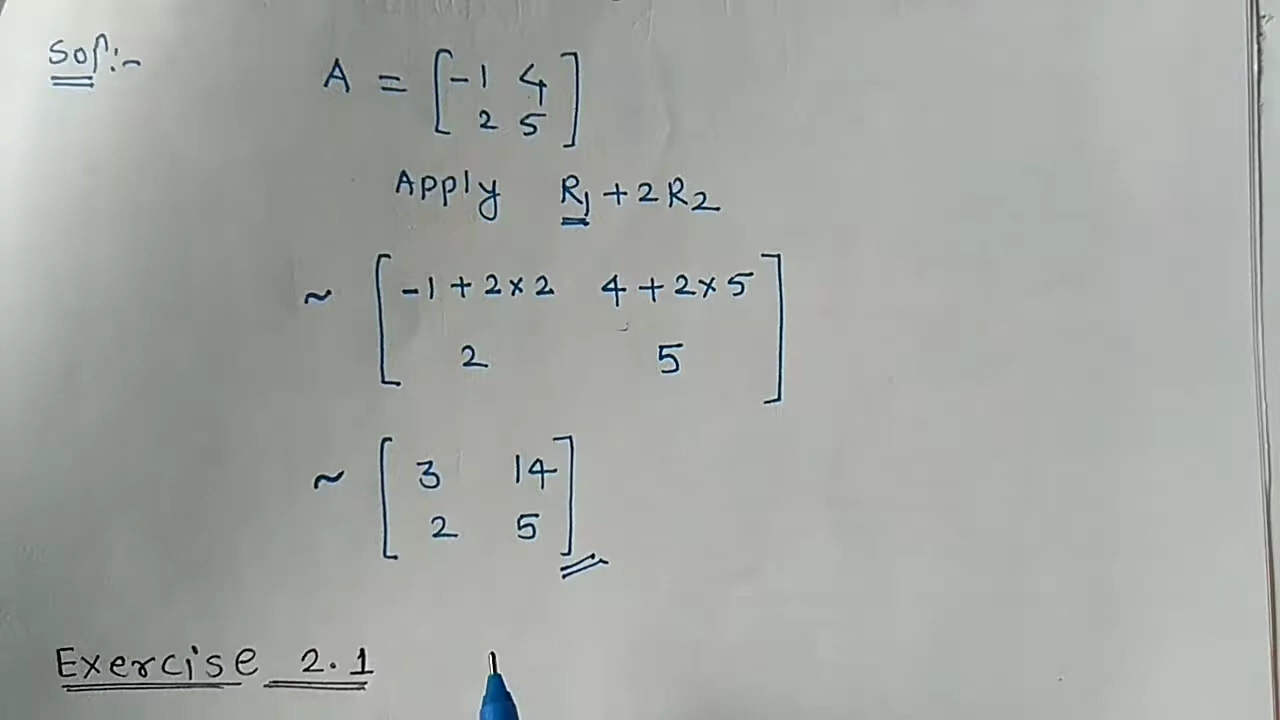 Sol:-
A = [-1 4
2 5]
Apply R1 + 2R2
~ [-1 + 2×2 4 + 2×5
2 5]
~ [3 14
2 5]
Exercise 2.1